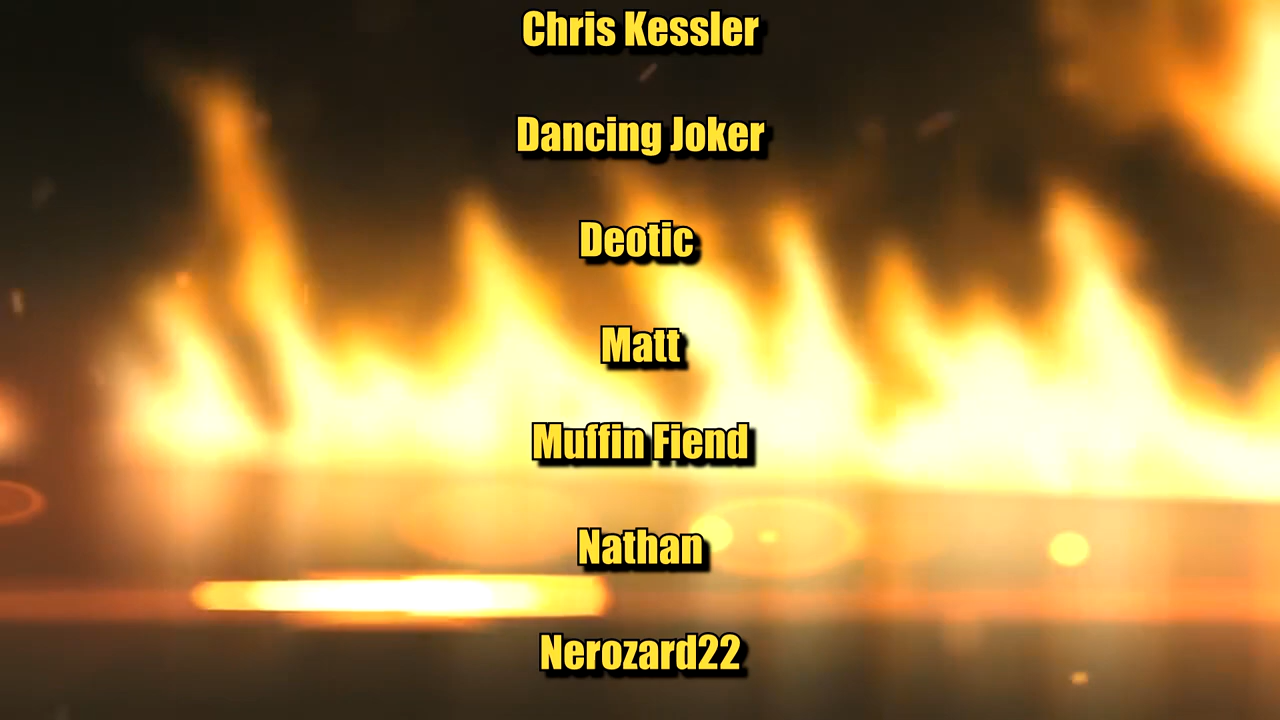 Chris Kessler
Dancing Joker
Deotic
Matt
Muffin Fiend
Nathan
Nerozard22